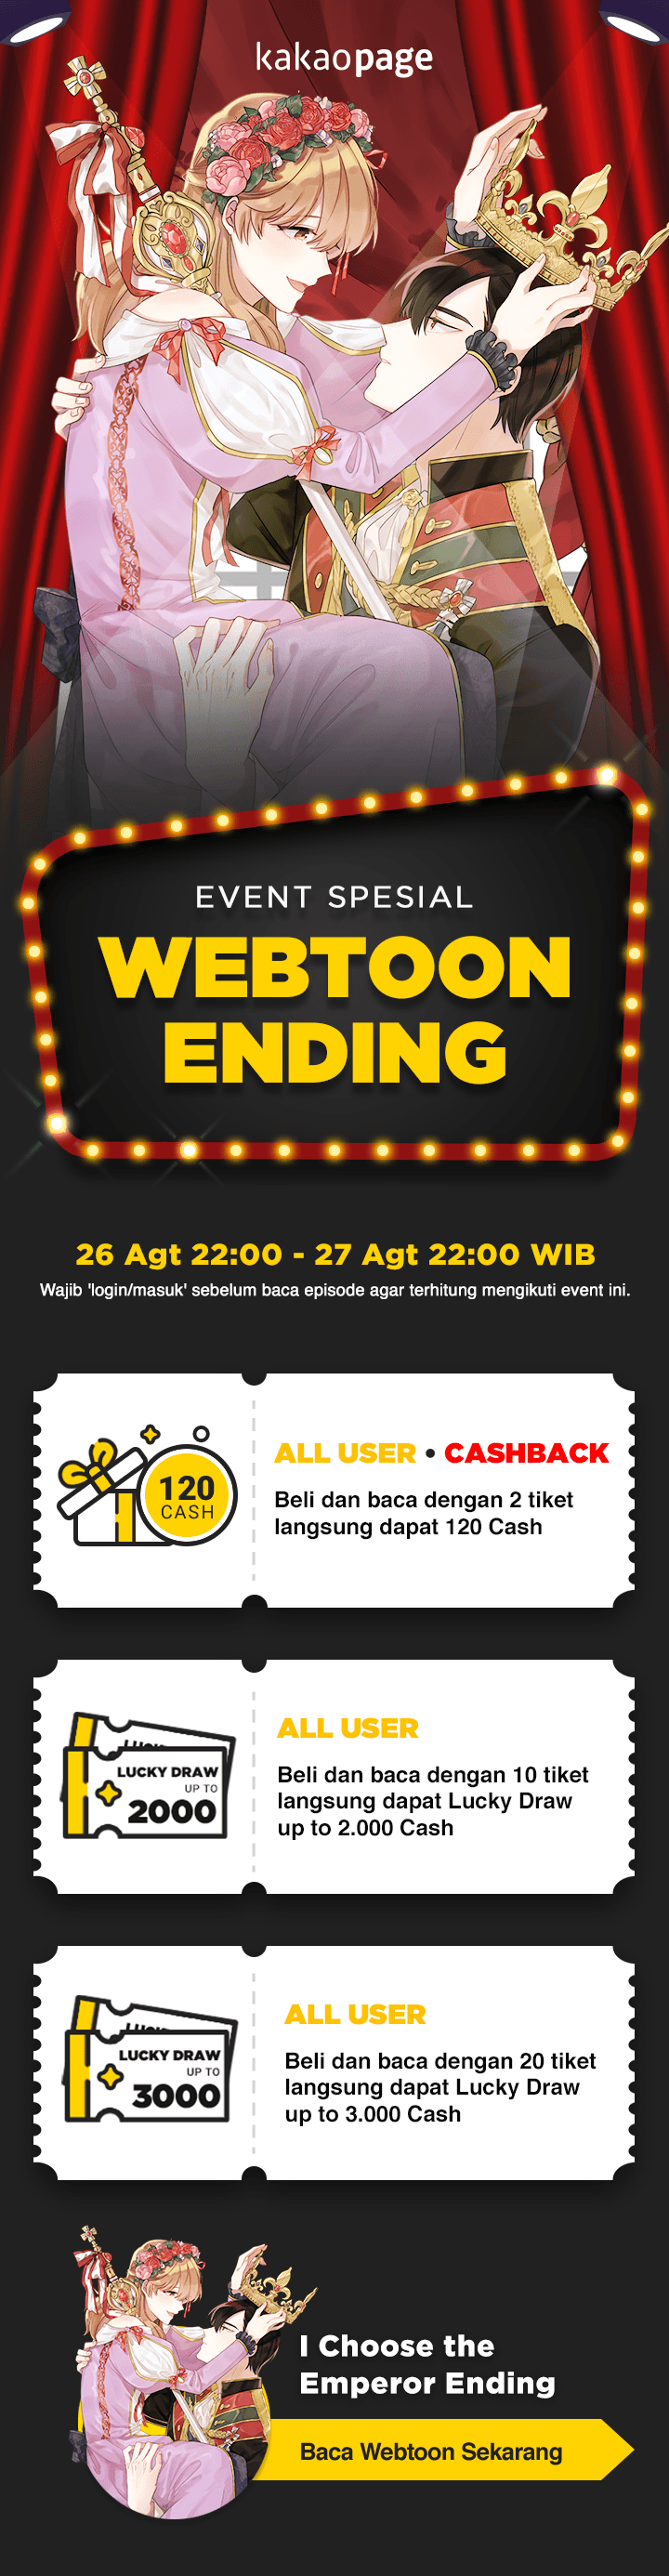 kakaopage
EVENT SPESIAL
WEBTOON
ENDING
26 Agt 22:00 - 27 Agt 22:00 WIB
Wajib 'login/masuk' sebelum baca episode agar terhitung mengikuti event ini.
120
CASH
ALL USER • CASHBACK
Beli dan baca dengan 2 tiket
langsung dapat 120 Cash
LUCKY DRAW
UP TO
2000
ALL USER
Beli dan baca dengan 10 tiket
langsung dapat Lucky Draw
up to 2.000 Cash
LUCKY DRAW
UP TO
3000
ALL USER
Beli dan baca dengan 20 tiket
langsung dapat Lucky Draw
up to 3.000 Cash
I Choose the
Emperor Ending
Baca Webtoon Sekarang